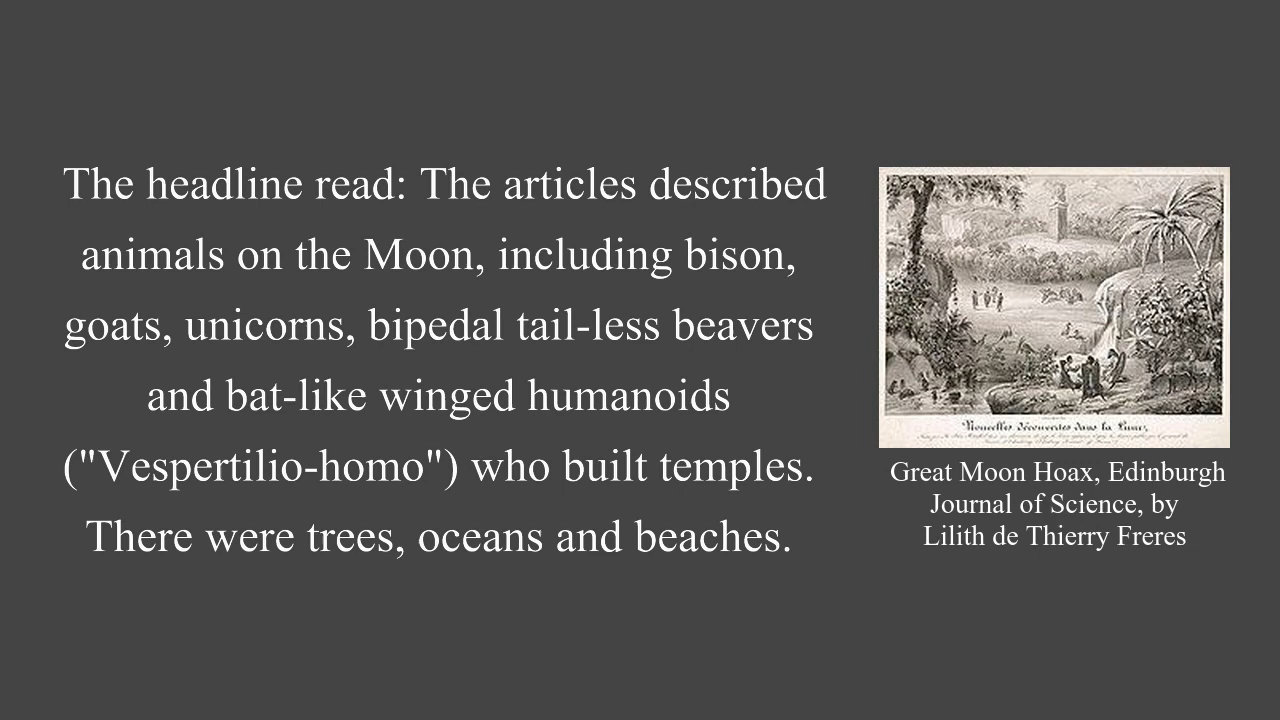 The headline read: The articles described
animals on the Moon, including bison,
goats, unicorns, bipedal tail-less beavers
and bat-like winged humanoids
("Vespertilio-homo") who built temples.
There were trees, oceans and beaches.
Nouvelles découvertes dans la Lune,
Great Moon Hoax, Edinburgh
Journal of Science, by
Lilith de Thierry Freres